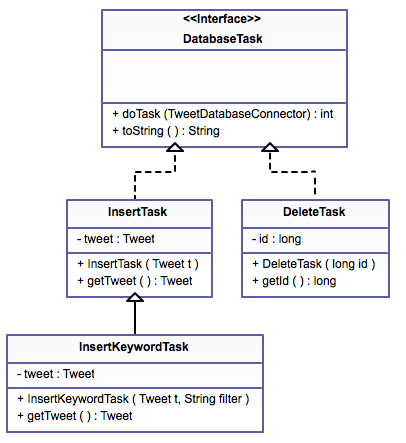 <<Interface>>
DatabaseTask
+ doTask (TweetDatabaseConnector) : int
+ toString ( ) : String
InsertTask
- tweet : Tweet
+ InsertTask ( Tweet t )
+ getTweet ( ) : Tweet
DeleteTask
- id : long
+ DeleteTask ( long id )
+ getId ( ) : long
InsertKeywordTask
- tweet : Tweet
+ InsertKeywordTask ( Tweet t, String filter )
+ getTweet ( ) : Tweet